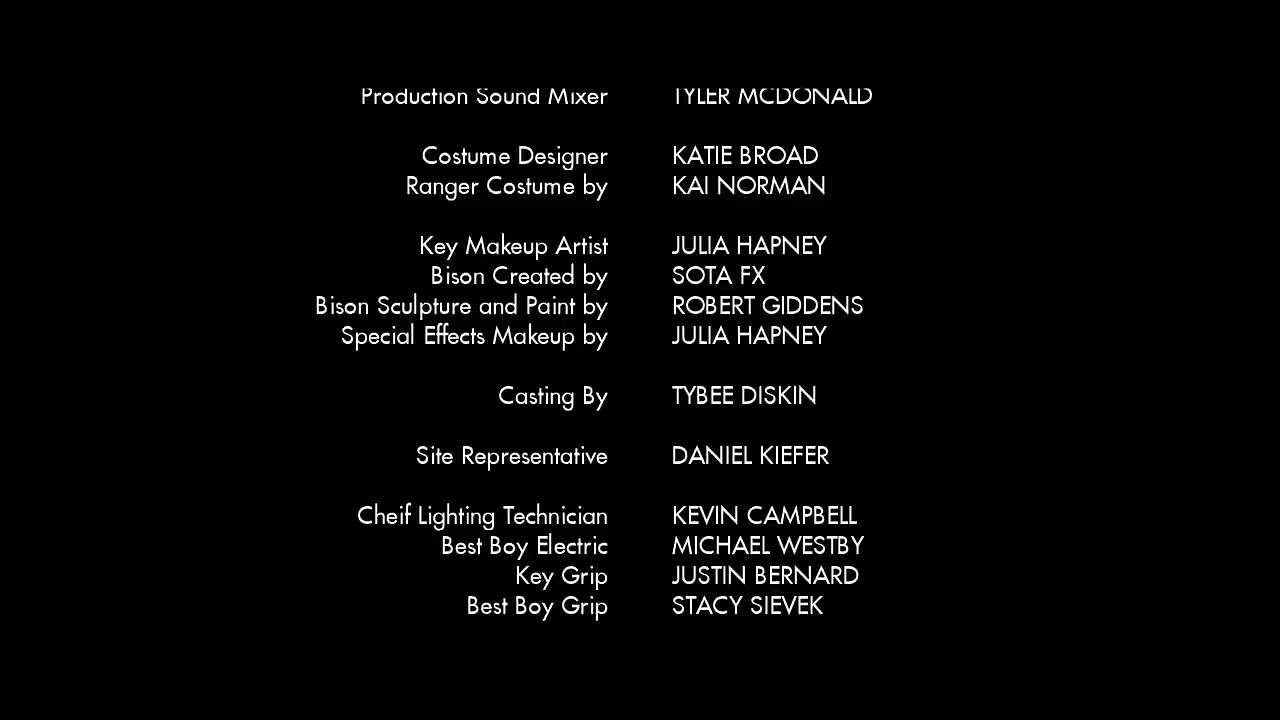 Production Sound Mixer TYLER MCDONALD
Costume Designer KATIE BROAD
Ranger Costume by KAI NORMAN
Key Makeup Artist JULIA HAPNEY
Bison Created by SOTA FX
Bison Sculpture and Paint by ROBERT GIDDENS
Special Effects Makeup by JULIA HAPNEY
Casting By TYBEE DISKIN
Site Representative DANIEL KIEFER
Cheif Lighting Technician KEVIN CAMPBELL
Best Boy Electric MICHAEL WESTBY
Key Grip JUSTIN BERNARD
Best Boy Grip STACY SIEVEK